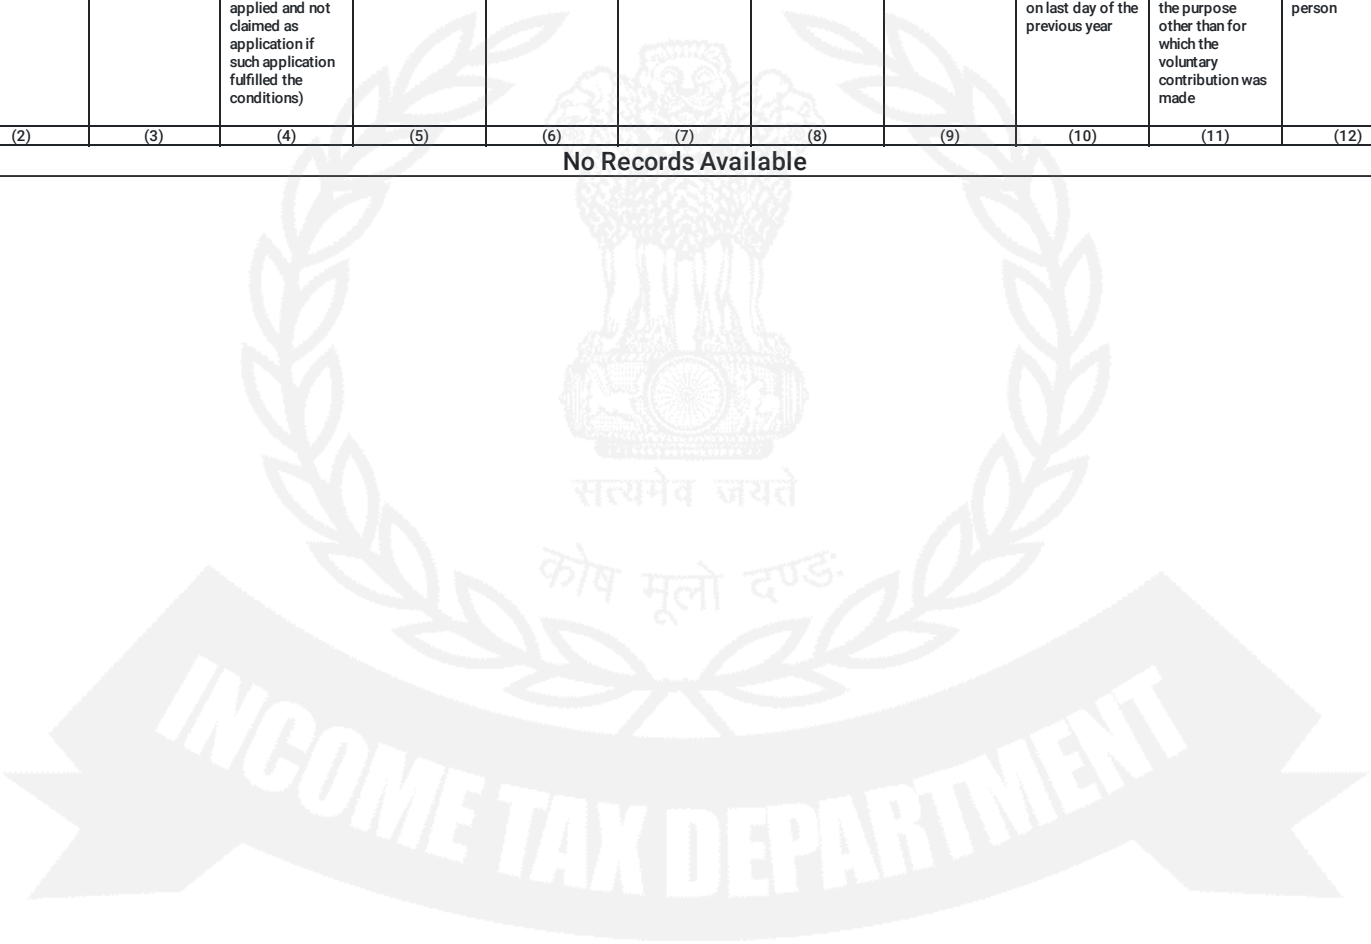 applied and not
claimed as
application if
such application
fulfilled the
conditions)
on last day of the
previous year
the purpose
other than for
which the
voluntary
contribution was
made
person
(2) (3) (4) (5) (6) (7) (8) (9) (10) (11) (12)
No Records Available
सत्यमेव जयते
कोष मूलो दण्डः
INCOME TAX DEPARTMENT